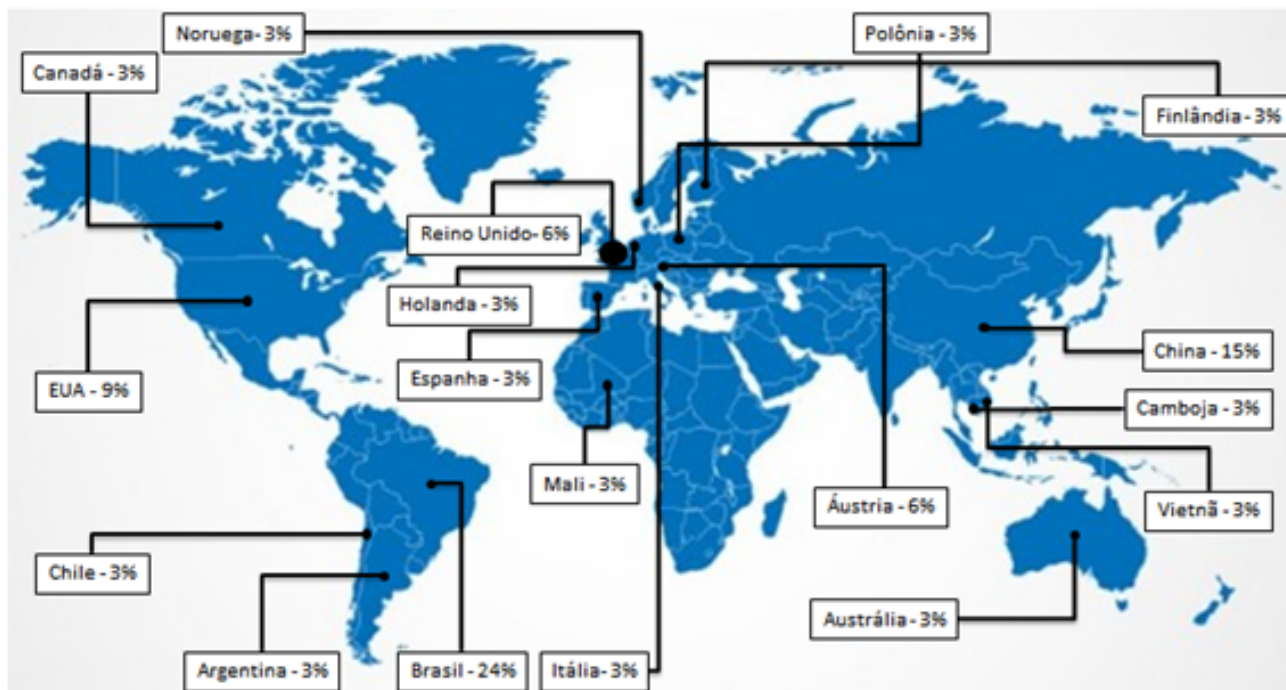 Noruega- 3%
Polônia - 3%
Canadá - 3%
Finlândia - 3%
Reino Unido- 6%
Holanda - 3%
China - 15%
EUA - 9%
Espanha - 3%
Camboja - 3%
Mali - 3%
Áustria - 6%
Vietnã - 3%
Chile - 3%
Austrália - 3%
Argentina - 3%
Brasil - 24%
Itália- 3%